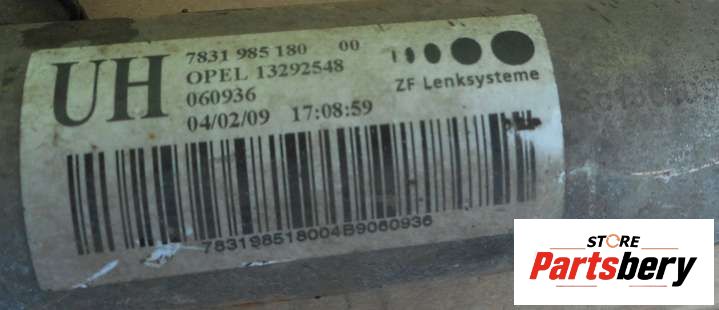 UH
7831 985 180 00
OPEL 13292548
060936
04/02/09 17:08:59
ZF Lenksysteme
783198518004B9060936
STORE
Partsbery